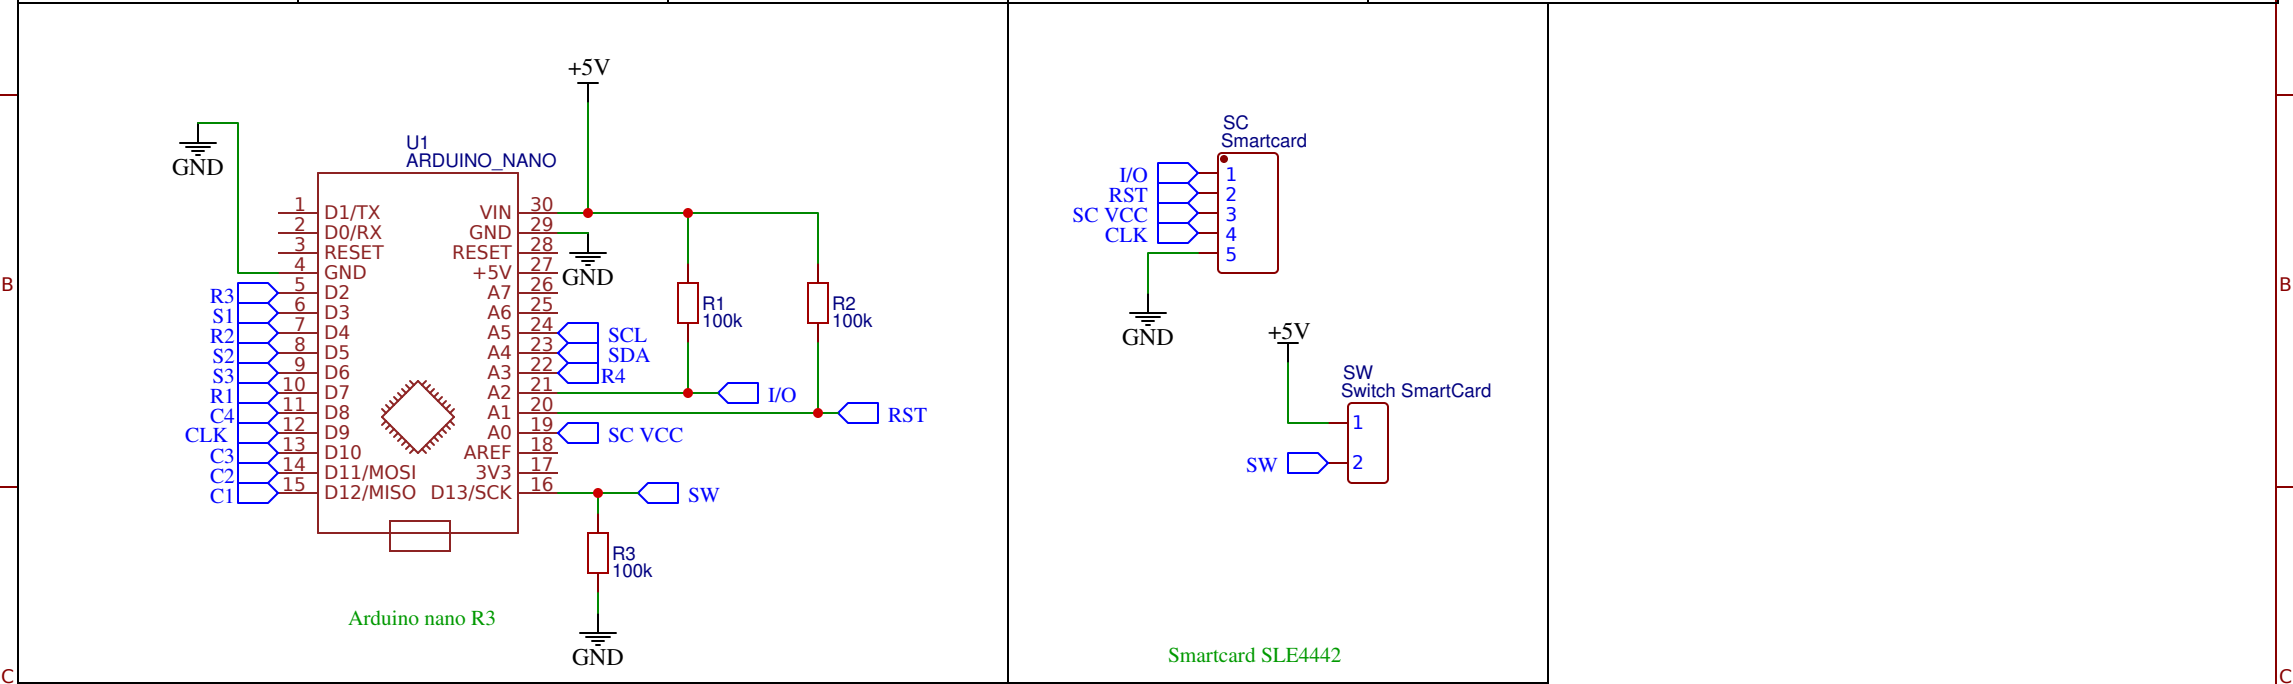 +5V
GND
U1
ARDUINO_NANO
1 D1/TX VIN 30
2 D0/RX GND 29
3 RESET RESET 28
4 GND +5V 27
GND
R3 5 D2 A7 26
S1 6 D3 A6 25
R2 7 D4 A5 24 SCL
S2 8 D5 A4 23 SDA
S3 9 D6 A3 22 R4
R1 10 D7 A2 21 I/O
C4 11 D8 A1 20 RST
CLK 12 D9 A0 19 SC VCC
C3 13 D10 AREF 18
C2 14 D11/MOSI 3V3 17
C1 15 D12/MISO D13/SCK 16 SW
R1
100k
R2
100k
R3
100k
GND
Arduino nano R3
SC
Smartcard
I/O 1
RST 2
SC VCC 3
CLK 4
5
GND
+5V
SW
Switch SmartCard
1
SW 2
Smartcard SLE4442
B
B
C
C